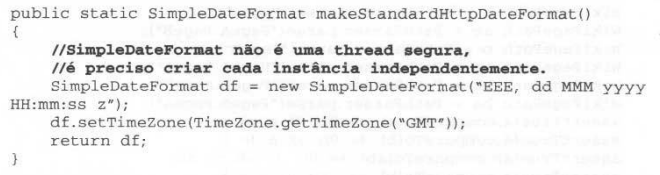 public static SimpleDateFormat makeStandardHttpDateFormat()
{
//SimpleDateFormat não é uma thread segura,
//é preciso criar cada instância independentemente.
SimpleDateFormat df = new SimpleDateFormat(“EEE, dd MMM yyyy
HH:mm:ss z”);
df.setTimeZone(TimeZone.getTimeZone(“GMT”));
return df;
}